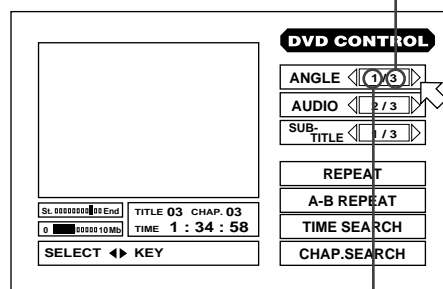 DVD CONTROL
ANGLE 1 / 3
AUDIO 2 / 3
SUB-TITLE 1 / 3
REPEAT
A-B REPEAT
TIME SEARCH
CHAP.SEARCH
St. End
0 10Mb
TITLE 03 CHAP. 03
TIME 1 : 34 : 58
SELECT ◀▶ KEY